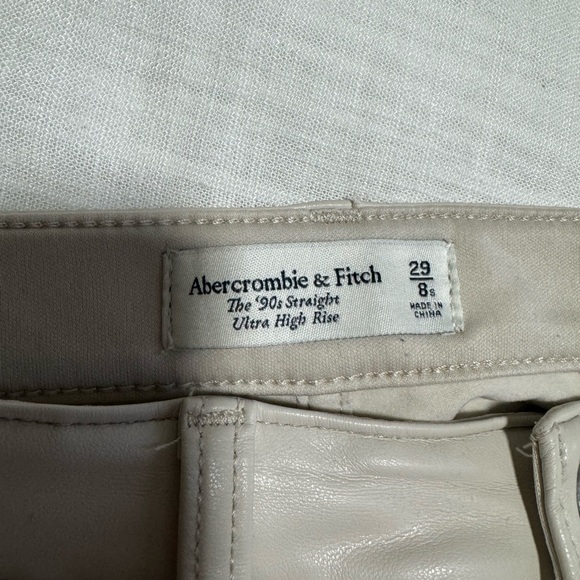 Abercrombie & Fitch
The '90s Straight
Ultra High Rise
29
8s
MADE IN
CHINA